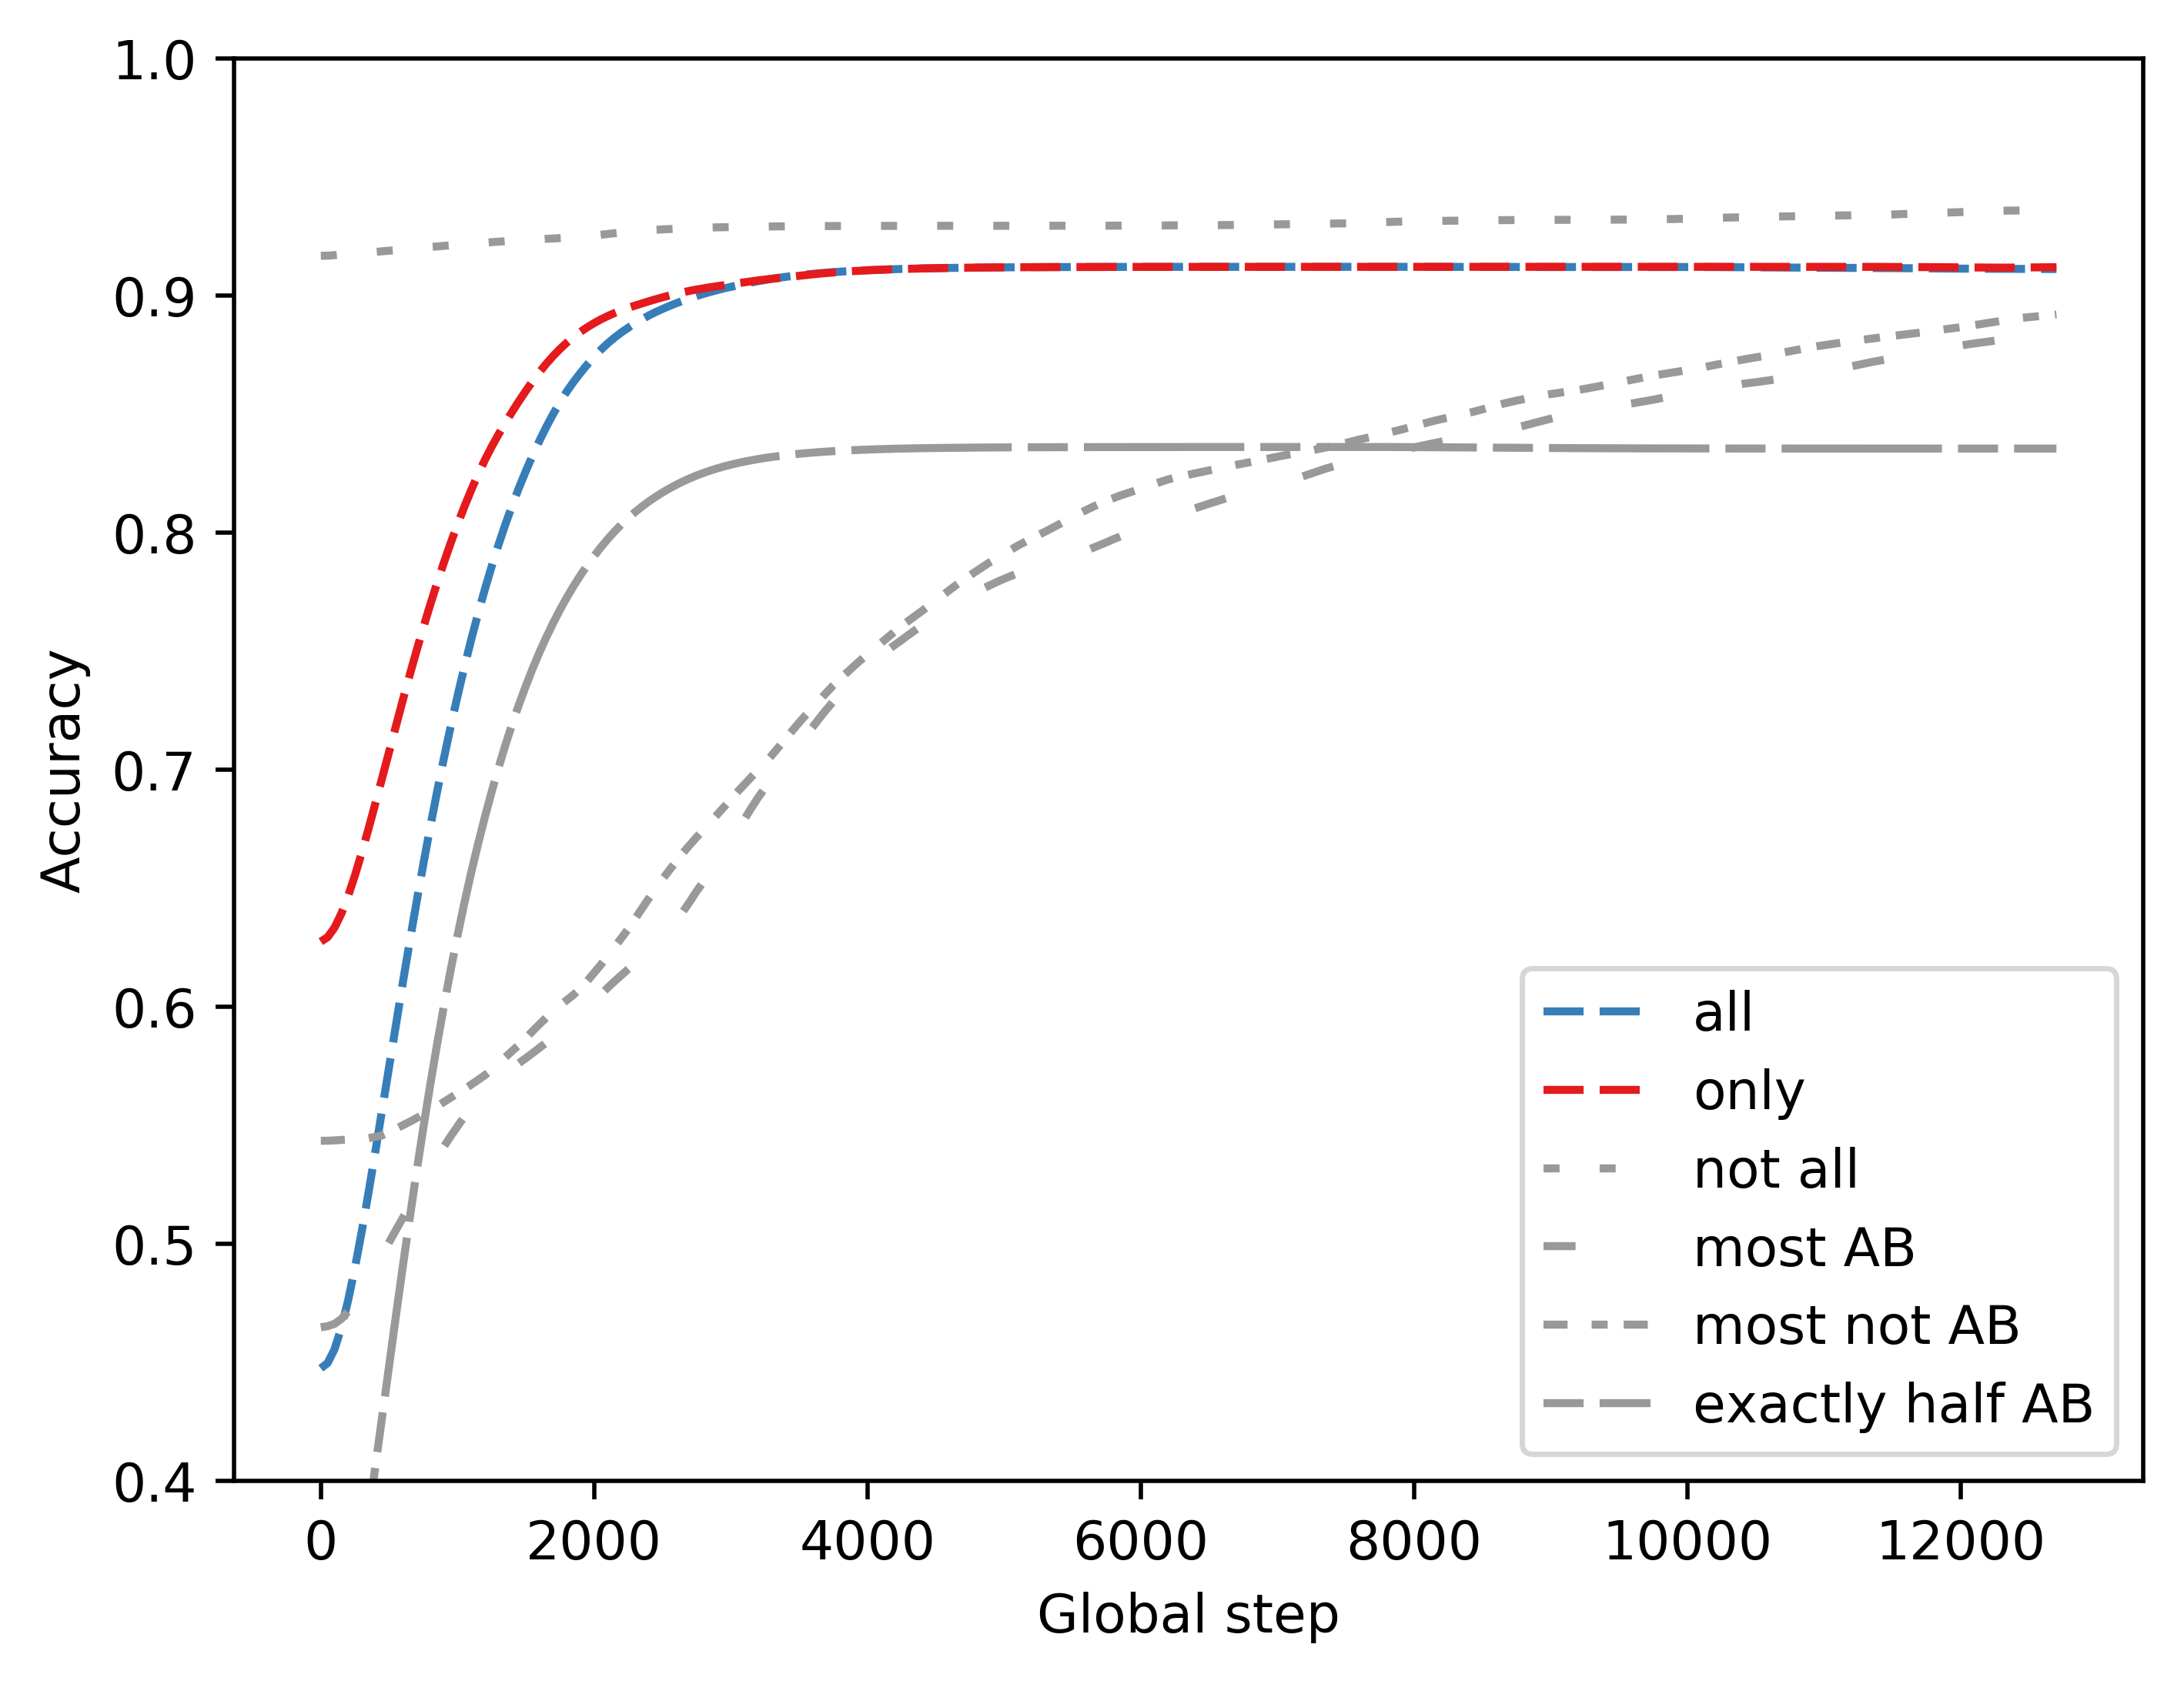 1.0
0.9
0.8
0.7
0.6
0.5
0.4
Accuracy
0 2000 4000 6000 8000 10000 12000
Global step
all
only
not all
most AB
most not AB
exactly half AB